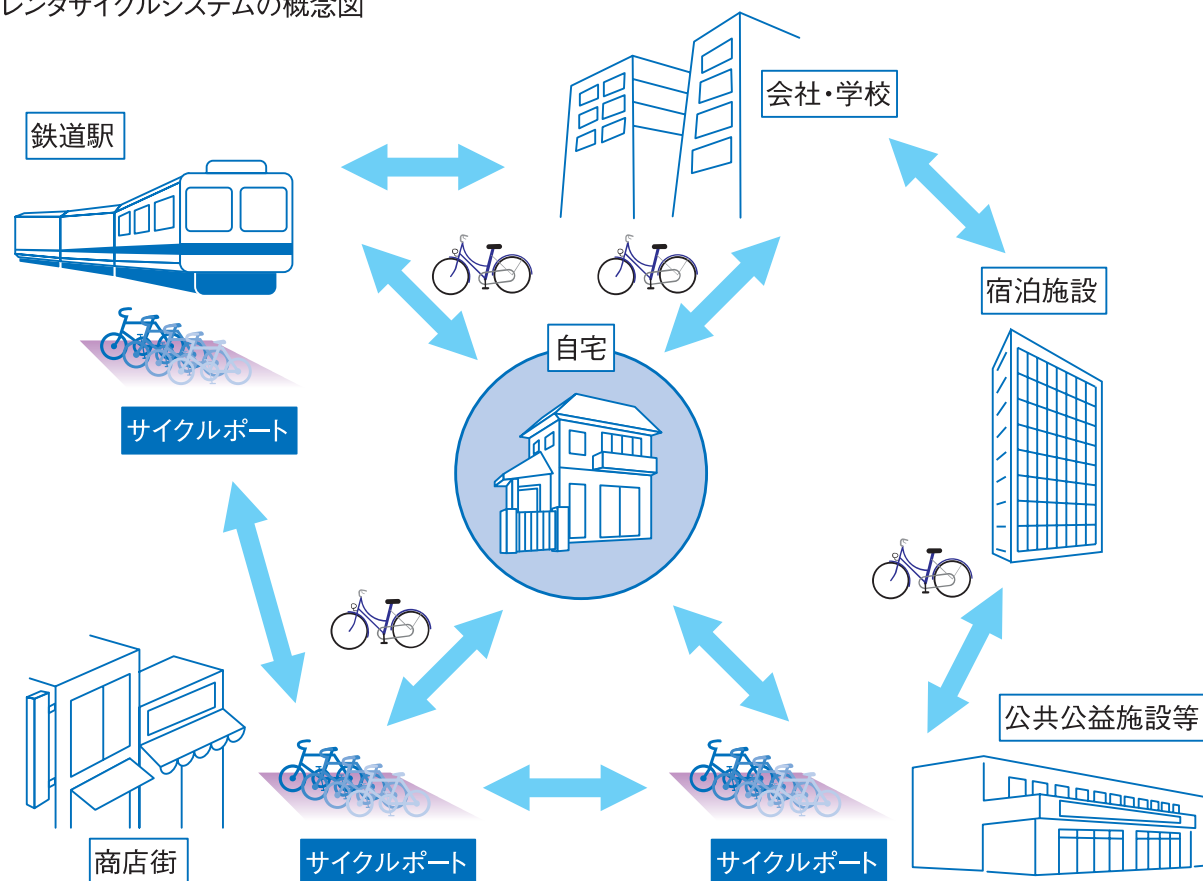 レンタサイクルシステムの概念図
会社・学校
鉄道駅
宿泊施設
自宅
サイクルポート
公共公益施設等
商店街
サイクルポート
サイクルポート